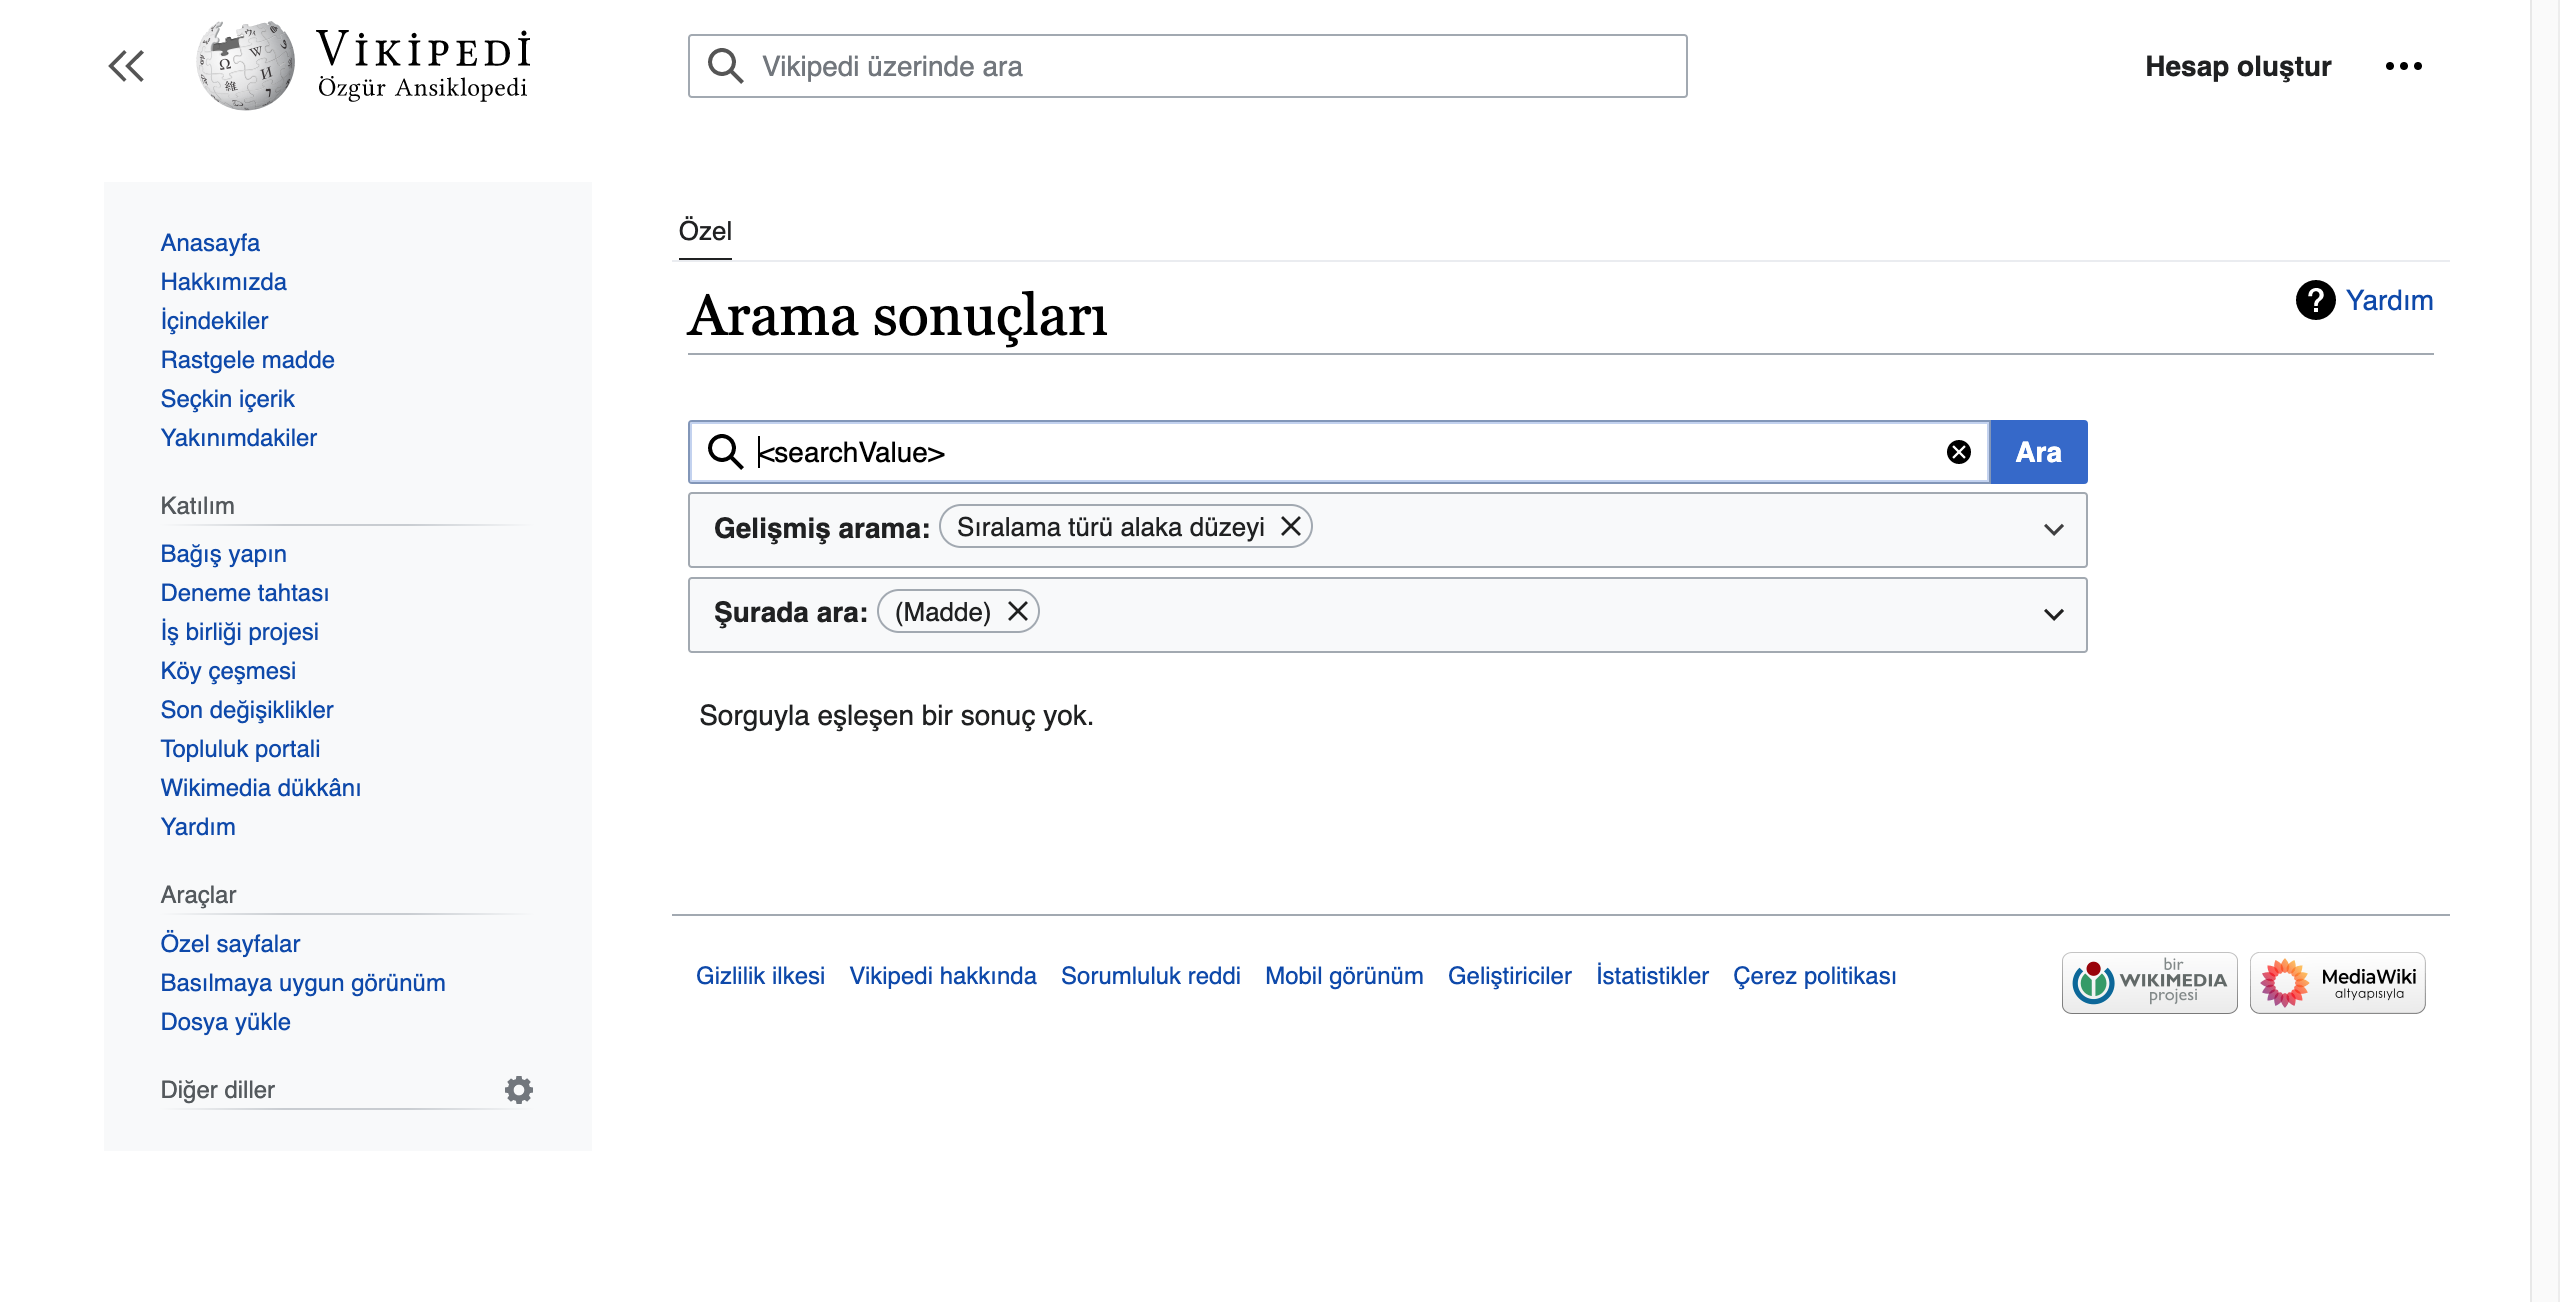 VİKİPEDİ
Özgür Ansiklopedi
Vikipedi üzerinde ara
Hesap oluştur
Anasayfa
Hakkımızda
İçindekiler
Rastgele madde
Seçkin içerik
Yakınımdakiler
Katılım
Bağış yapın
Deneme tahtası
İş birliği projesi
Köy çeşmesi
Son değişiklikler
Topluluk portali
Wikimedia dükkânı
Yardım
Araçlar
Özel sayfalar
Basılmaya uygun görünüm
Dosya yükle
Diğer diller
Özel
Arama sonuçları
Yardım
<searchValue>
Ara
Gelişmiş arama: Sıralama türü alaka düzeyi
Şurada ara: (Madde)
Sorguyla eşleşen bir sonuç yok.
Gizlilik ilkesi Vikipedi hakkında Sorumluluk reddi Mobil görünüm Geliştiriciler İstatistikler Çerez politikası
bir
WIKIMEDIA
projesi
MediaWiki
altyapısıyla